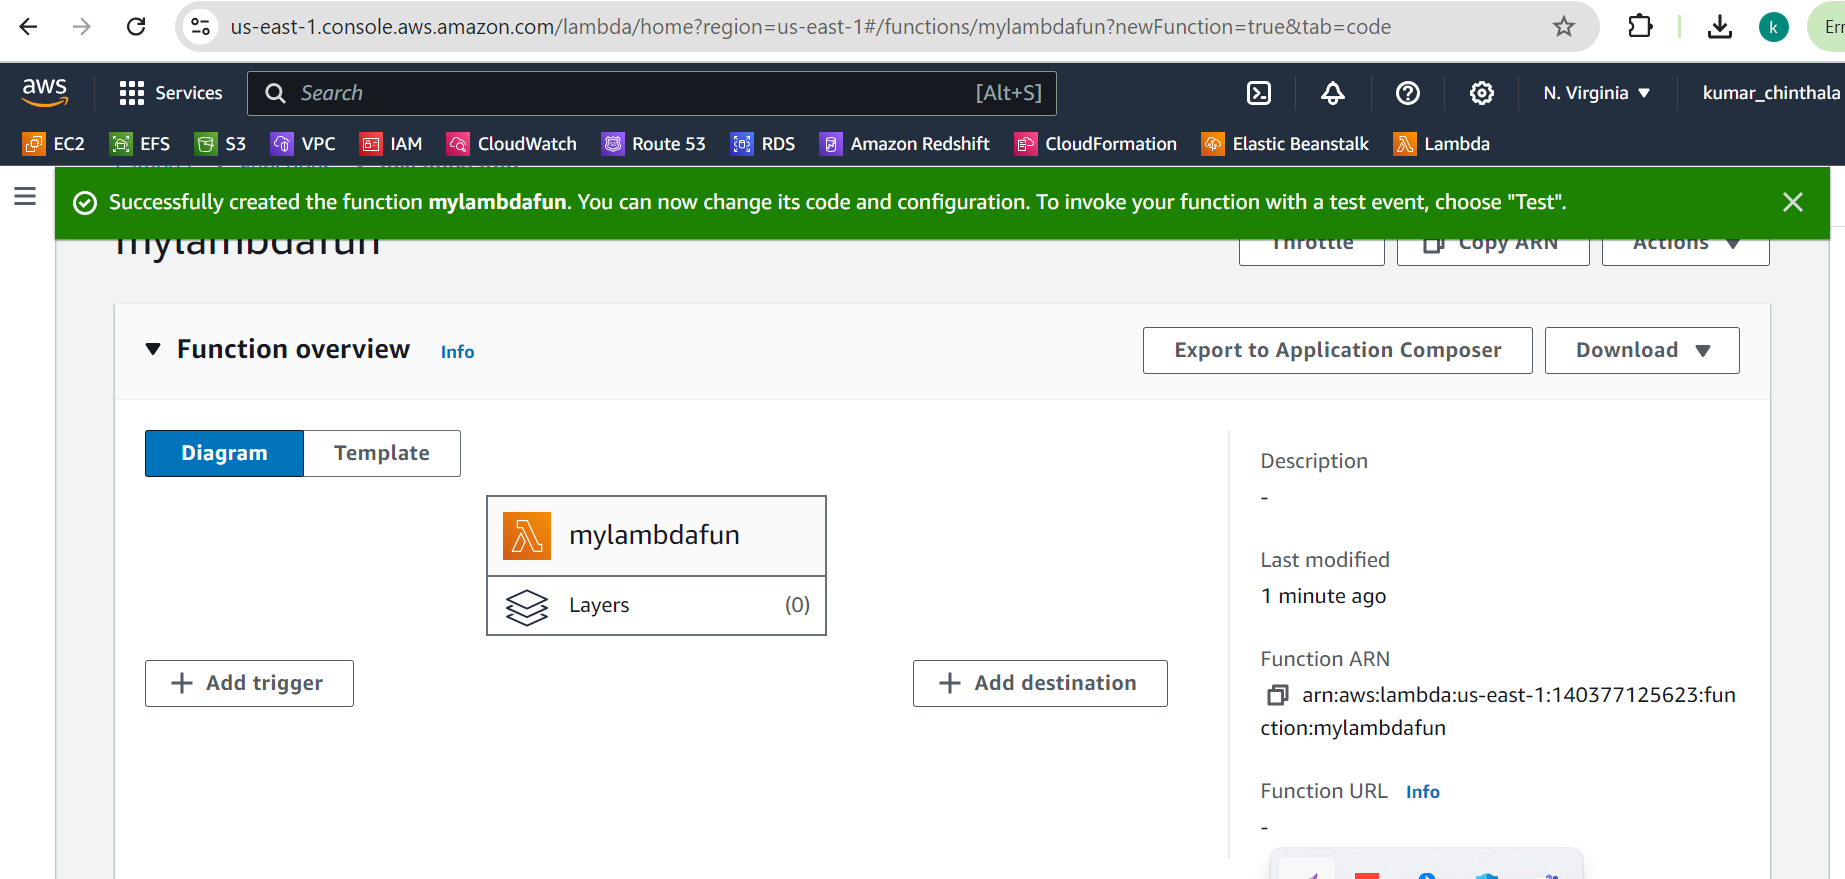 us-east-1.console.aws.amazon.com/lambda/home?region=us-east-1#/functions/mylambdafun?newFunction=true&tab=code
k
Err
aws
Services
Search
[Alt+S]
N. Virginia
kumar_chinthala
EC2
EFS
S3
VPC
IAM
CloudWatch
Route 53
RDS
Amazon Redshift
CloudFormation
Elastic Beanstalk
Lambda
Successfully created the function mylambdafun. You can now change its code and configuration. To invoke your function with a test event, choose "Test".
mylambdafun
Throttle
Copy ARN
Actions
Function overview
Info
Export to Application Composer
Download
Diagram
Template
mylambdafun
Layers
(0)
Add trigger
Add destination
Description
-
Last modified
1 minute ago
Function ARN
arn:aws:lambda:us-east-1:140377125623:fun
ction:mylambdafun
Function URL
Info
-